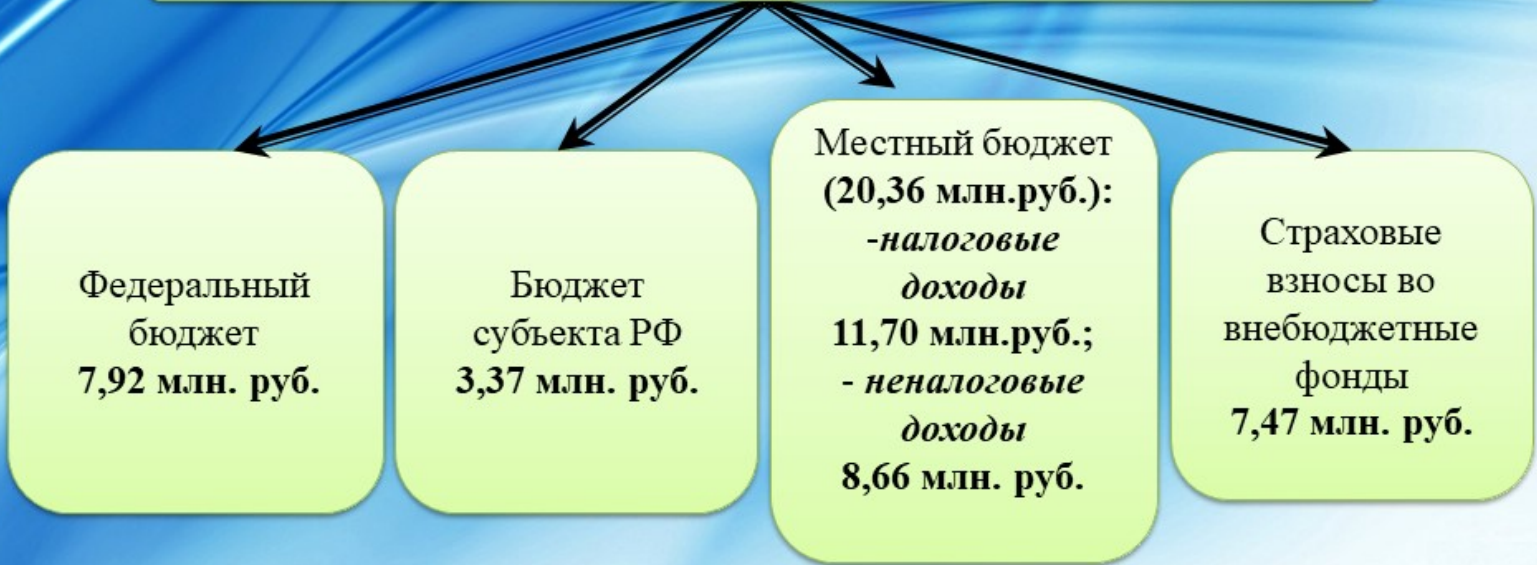 Федеральный
бюджет
7,92 млн. руб.
Бюджет
субъекта РФ
3,37 млн. руб.
Местный бюджет
(20,36 млн.руб.):
-налоговые
доходы
11,70 млн.руб.;
- неналоговые
доходы
8,66 млн. руб.
Страховые
взносы во
внебюджетные
фонды
7,47 млн. руб.